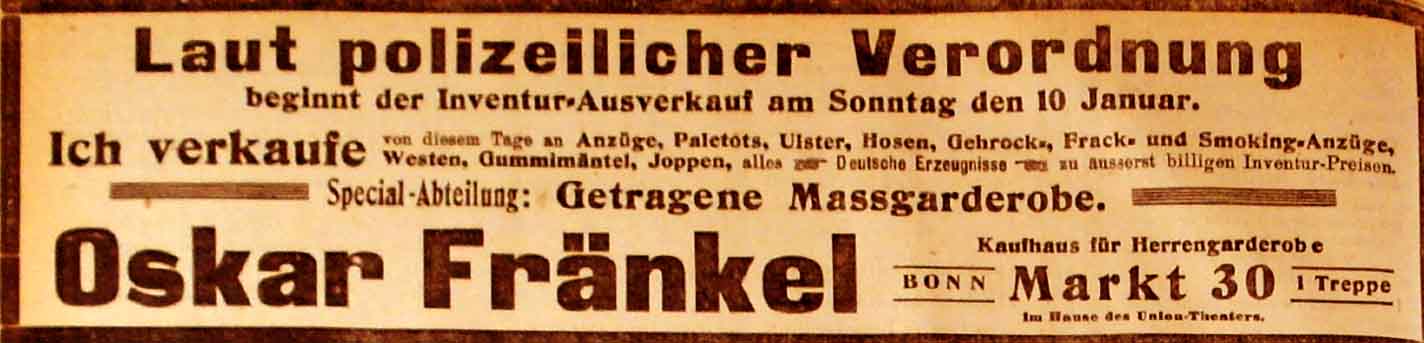 Laut polizeilicher Verordnung
beginnt der Inventur-Ausverkauf am Sonntag den 10 Januar.
Ich verkaufe von diesem Tage an Anzüge, Paletots, Ulster, Hosen, Gehrock-, Frack- und Smoking-Anzüge,
Westen, Gummimäntel, Joppen, alles Deutsche Erzeugnisse zu ausserst billigen Inventur-Preisen.
Special-Abteilung: Getragene Massgarderobe.
Oskar Fränkel
Kaufhaus für Herrengarderobe
BONN Markt 30 1 Treppe
Im Hause des Union-Theaters.